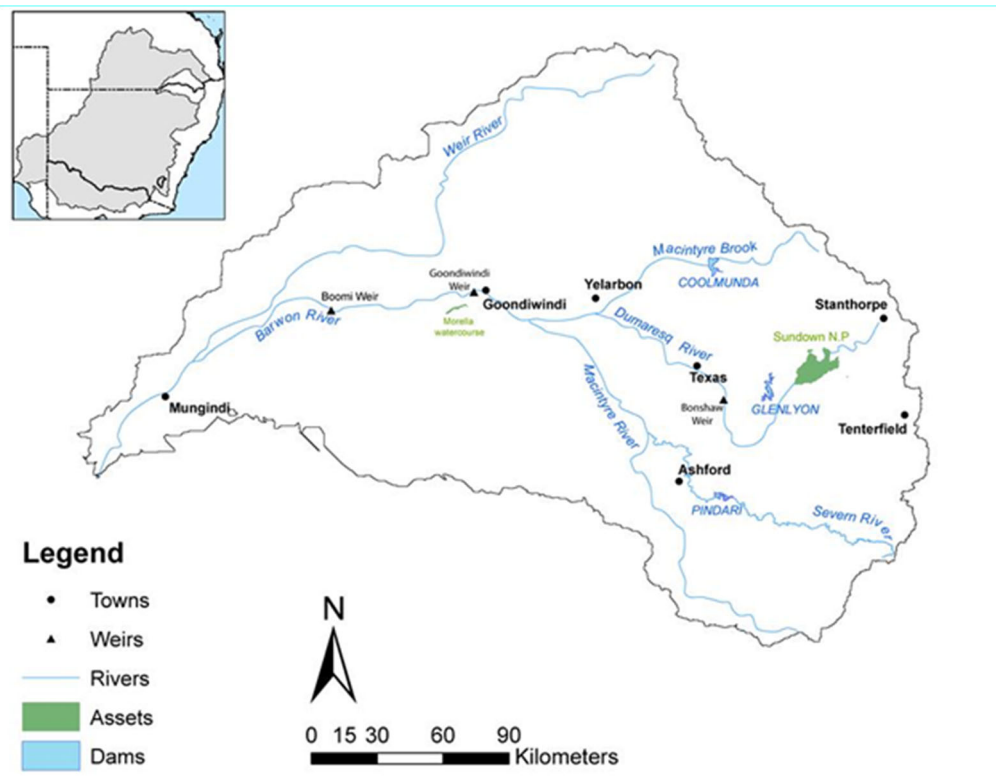 Weir River
Macintyre Brook
COOLMUNDA
Goondiwindi
Weir
Yelarbon
Boomi Weir
Goondiwindi
Stanthorpe
Barwon River
Morella
watercourse
Dumaresq River
Sundown N.P
Texas
Macintyre River
Mungindi
Bonshaw
Weir
GLENLYON
Tenterfield
Ashford
PINDARI
Severn River
Legend
Towns
Weirs
Rivers
Assets
Dams
N
0 15 30 60 90
Kilometers